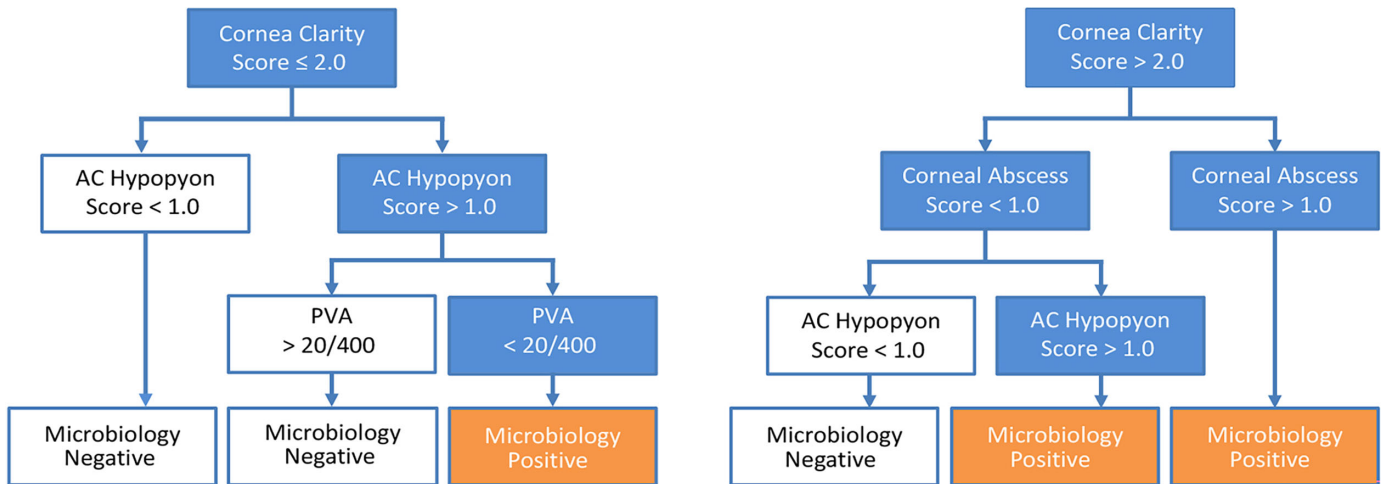 Cornea Clarity
Score ≤ 2.0
AC Hypopyon
Score < 1.0
AC Hypopyon
Score > 1.0
PVA
> 20/400
PVA
< 20/400
Microbiology
Negative
Microbiology
Negative
Microbiology
Positive
Cornea Clarity
Score > 2.0
Corneal Abscess
Score < 1.0
Corneal Abscess
Score > 1.0
AC Hypopyon
Score < 1.0
AC Hypopyon
Score > 1.0
Microbiology
Negative
Microbiology
Positive
Microbiology
Positive